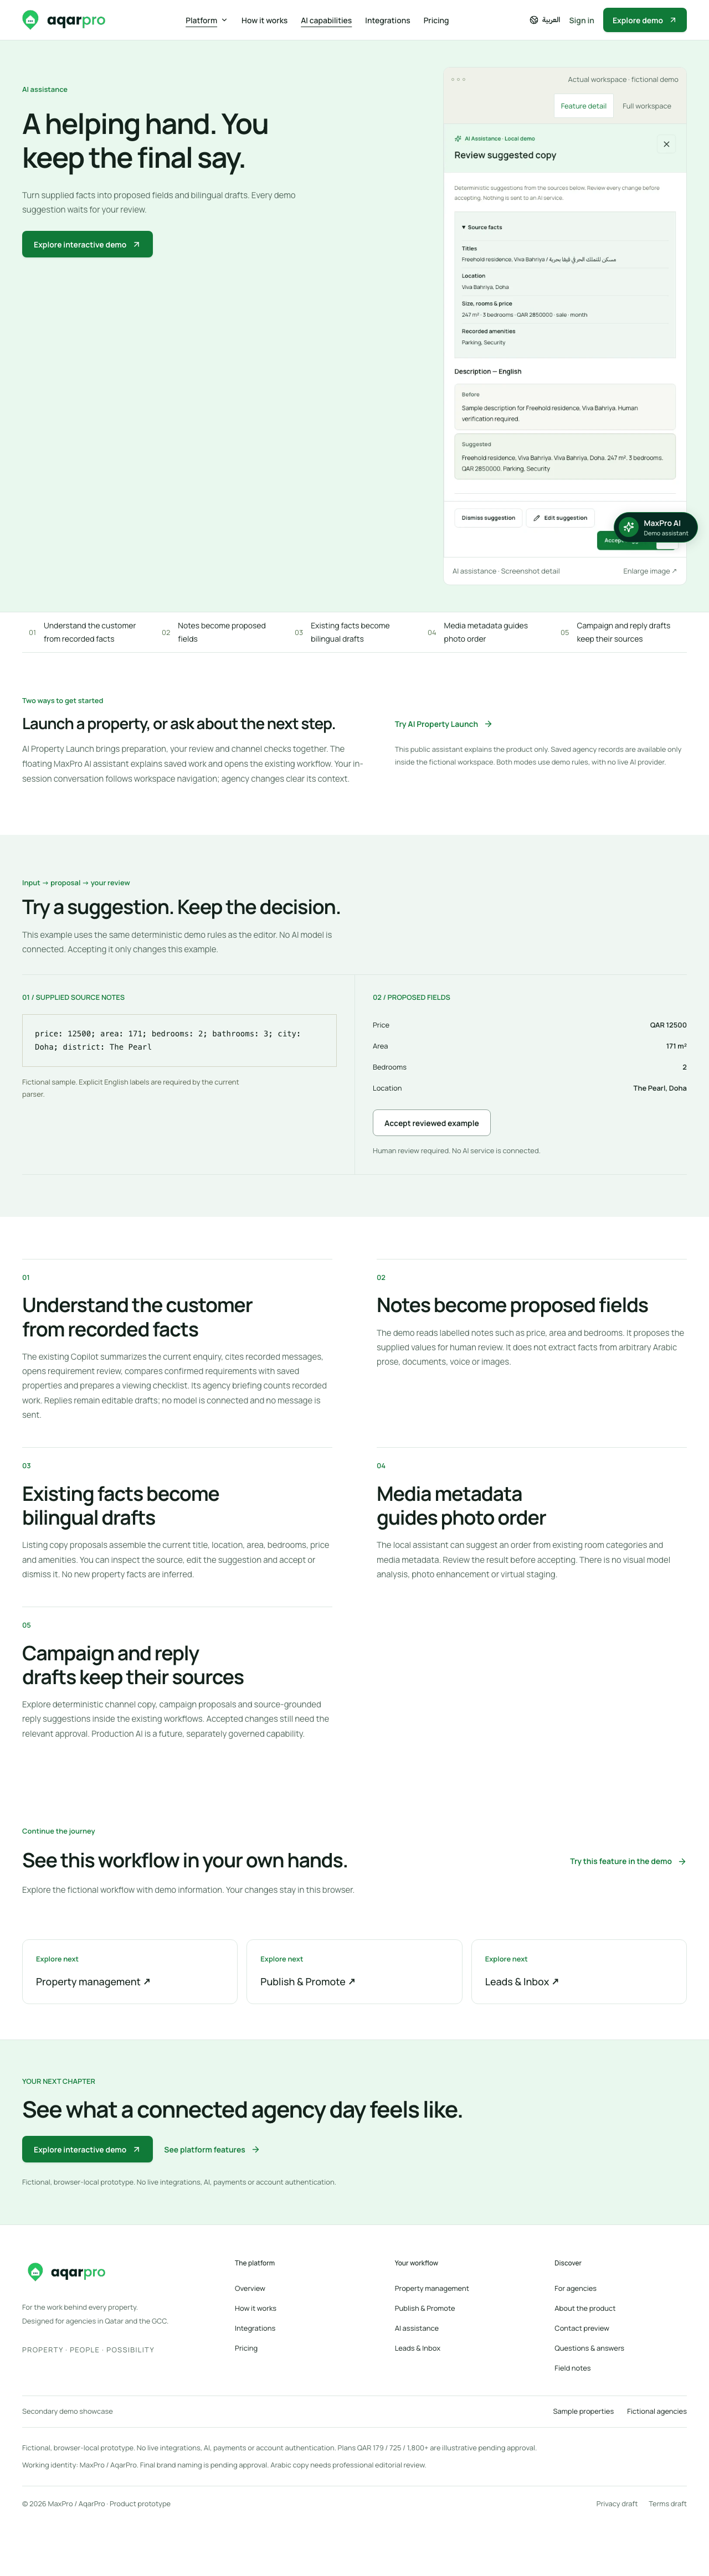 aqarpro
Platform How it works AI capabilities Integrations Pricing العربية Sign in Explore demo
AI assistance
A helping hand. You
keep the final say.
Turn supplied facts into proposed fields and bilingual drafts. Every demo
suggestion waits for your review.
Explore interactive demo
Actual workspace · fictional demo
Feature detail Full workspace
AI Assistance · Local demo
Review suggested copy
Deterministic suggestions from the sources below. Review every change before
accepting. Nothing is sent to an AI service.
Source facts
Titles
Freehold residence, Viva Bahriya / مسكن للتملك الحر في فيفا بحرية
Location
Viva Bahriya, Doha
Size, rooms & price
247 m² · 3 bedrooms · QAR 2850000 · sale · month
Recorded amenities
Parking, Security
Description — English
Before
Sample description for Freehold residence, Viva Bahriya. Human
verification required.
Suggested
Freehold residence, Viva Bahriya. Viva Bahriya, Doha. 247 m². 3 bedrooms.
QAR 2850000. Parking, Security
Dismiss suggestion Edit suggestion
MaxPro AI
Demo assistant
AI assistance · Screenshot detail Enlarge image ↗
01 Understand the customer
from recorded facts
02 Notes become proposed
fields
03 Existing facts become
bilingual drafts
04 Media metadata guides
photo order
05 Campaign and reply drafts
keep their sources
Two ways to get started
Launch a property, or ask about the next step.
AI Property Launch brings preparation, your review and channel checks together. The
floating MaxPro AI assistant explains saved work and opens the existing workflow. Your in-
session conversation follows workspace navigation; agency changes clear its context.
Try AI Property Launch →
This public assistant explains the product only. Saved agency records are available only
inside the fictional workspace. Both modes use demo rules, with no live AI provider.
Input → proposal → your review
Try a suggestion. Keep the decision.
This example uses the same deterministic demo rules as the editor. No AI model is
connected. Accepting it only changes this example.
01 / SUPPLIED SOURCE NOTES
price: 12500; area: 171; bedrooms: 2; bathrooms: 3; city:
Doha; district: The Pearl
Fictional sample. Explicit English labels are required by the current
parser.
02 / PROPOSED FIELDS
Price QAR 12500
Area 171 m²
Bedrooms 2
Location The Pearl, Doha
Accept reviewed example
Human review required. No AI service is connected.
01
Understand the customer
from recorded facts
The existing Copilot summarizes the current enquiry, cites recorded messages,
opens requirement review, compares confirmed requirements with saved
properties and prepares a viewing checklist. Its agency briefing counts recorded
work. Replies remain editable drafts; no model is connected and no message is
sent.
02
Notes become proposed fields
The demo reads labelled notes such as price, area and bedrooms. It proposes the
supplied values for human review. It does not extract facts from arbitrary Arabic
prose, documents, voice or images.
03
Existing facts become
bilingual drafts
Listing copy proposals assemble the current title, location, area, bedrooms, price
and amenities. You can inspect the source, edit the suggestion and accept or
dismiss it. No new property facts are inferred.
04
Media metadata
guides photo order
The local assistant can suggest an order from existing room categories and
media metadata. Review the result before accepting. There is no visual model
analysis, photo enhancement or virtual staging.
05
Campaign and reply
drafts keep their sources
Explore deterministic channel copy, campaign proposals and source-grounded
reply suggestions inside the existing workflows. Accepted changes still need the
relevant approval. Production AI is a future, separately governed capability.
Continue the journey
See this workflow in your own hands.
Explore the fictional workflow with demo information. Your changes stay in this browser.
Try this feature in the demo →
Explore next
Property management ↗
Explore next
Publish & Promote ↗
Explore next
Leads & Inbox ↗
YOUR NEXT CHAPTER
See what a connected agency day feels like.
Explore interactive demo See platform features →
Fictional, browser-local prototype. No live integrations, AI, payments or account authentication.
aqarpro
For the work behind every property.
Designed for agencies in Qatar and the GCC.
PROPERTY · PEOPLE · POSSIBILITY
The platform
Overview
How it works
Integrations
Pricing
Your workflow
Property management
Publish & Promote
AI assistance
Leads & Inbox
Discover
For agencies
About the product
Contact preview
Questions & answers
Field notes
Secondary demo showcase Sample properties Fictional agencies
Fictional, browser-local prototype. No live integrations, AI, payments or account authentication. Plans QAR 179 / 725 / 1,800+ are illustrative pending approval.
Working identity: MaxPro / AqarPro. Final brand naming is pending approval. Arabic copy needs professional editorial review.
© 2026 MaxPro / AqarPro · Product prototype Privacy draft Terms draft